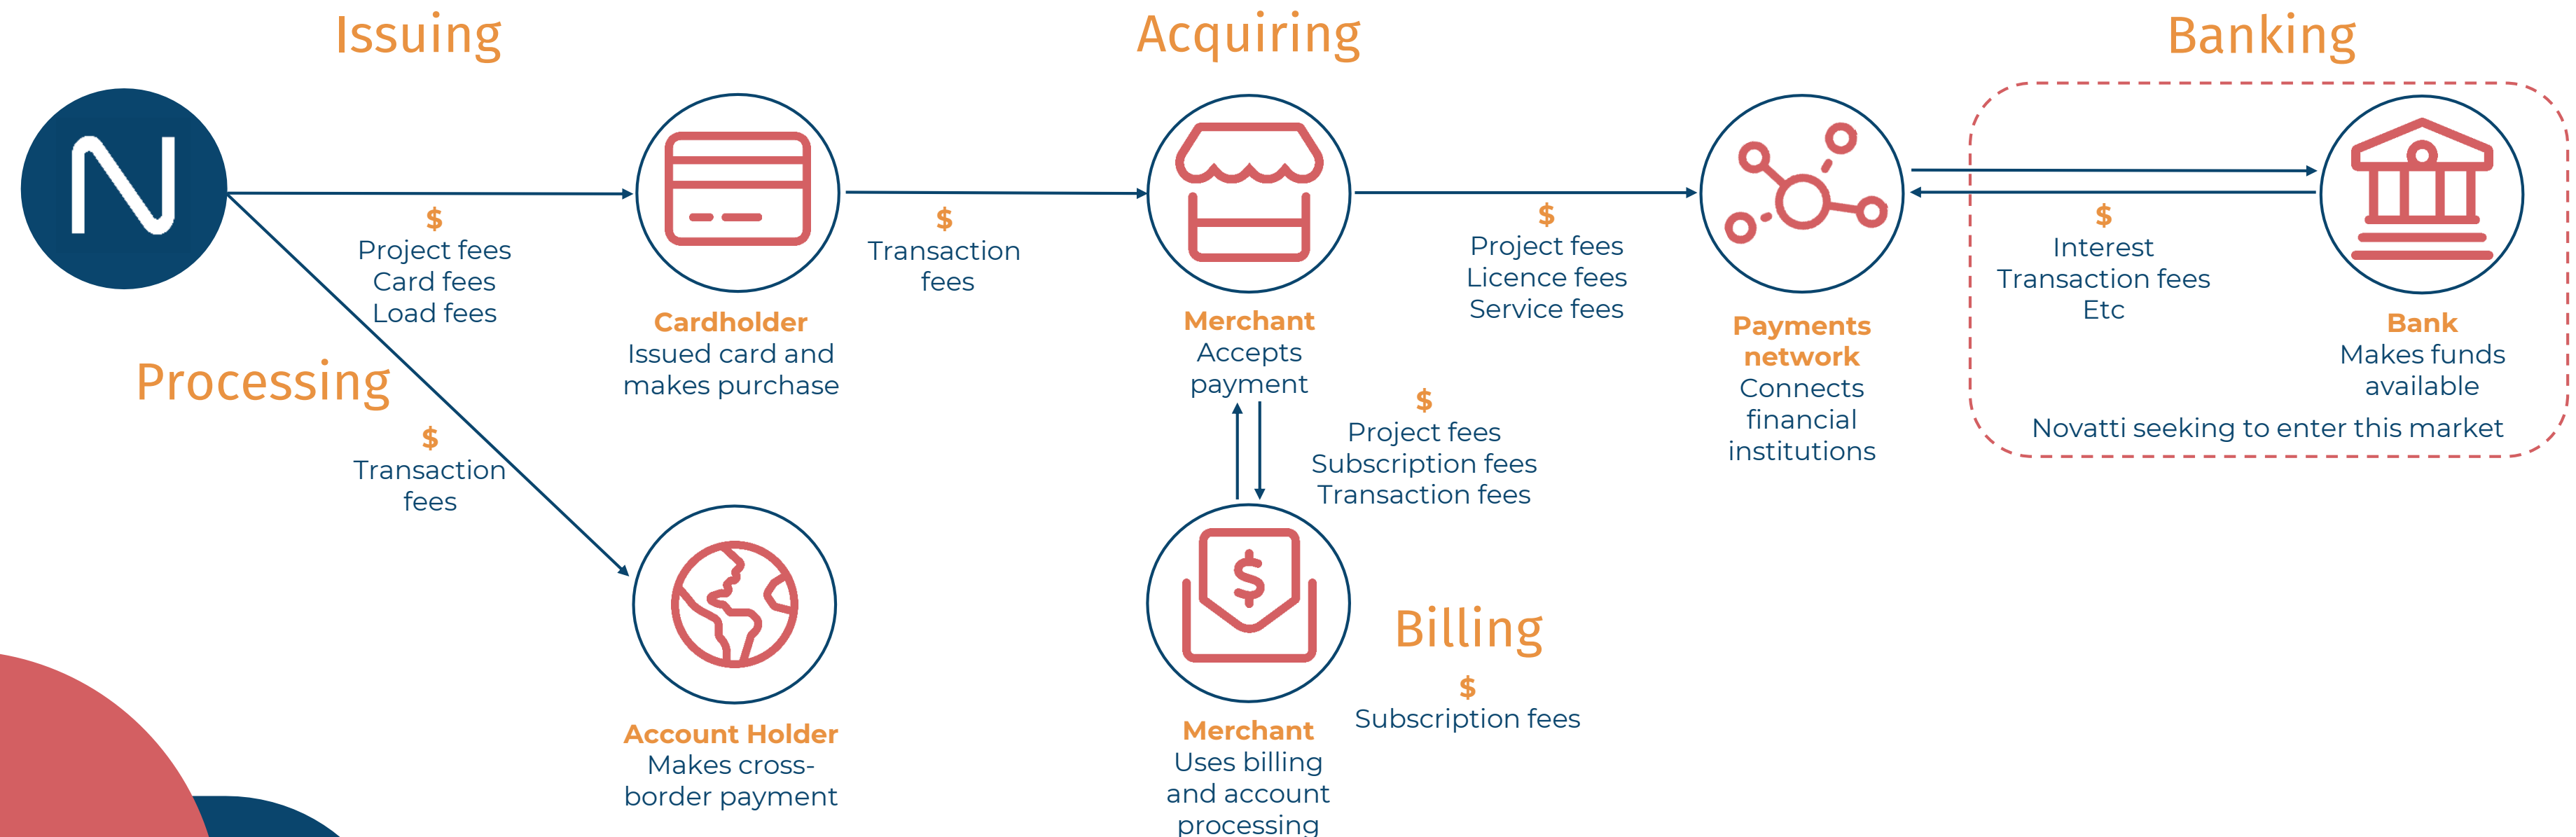 Issuing
Acquiring
Banking
N
$
Project fees
Card fees
Load fees
$
Transaction
fees
$
Project fees
Licence fees
Service fees
$
Interest
Transaction fees
Etc
Cardholder
Issued card and
makes purchase
Merchant
Accepts
payment
Payments
network
Connects
financial
institutions
Bank
Makes funds
available
Novatti seeking to enter this market
Processing
$
Transaction
fees
$
Project fees
Subscription fees
Transaction fees
Account Holder
Makes cross-
border payment
$
Merchant
Uses billing
and account
processing
Billing
$
Subscription fees